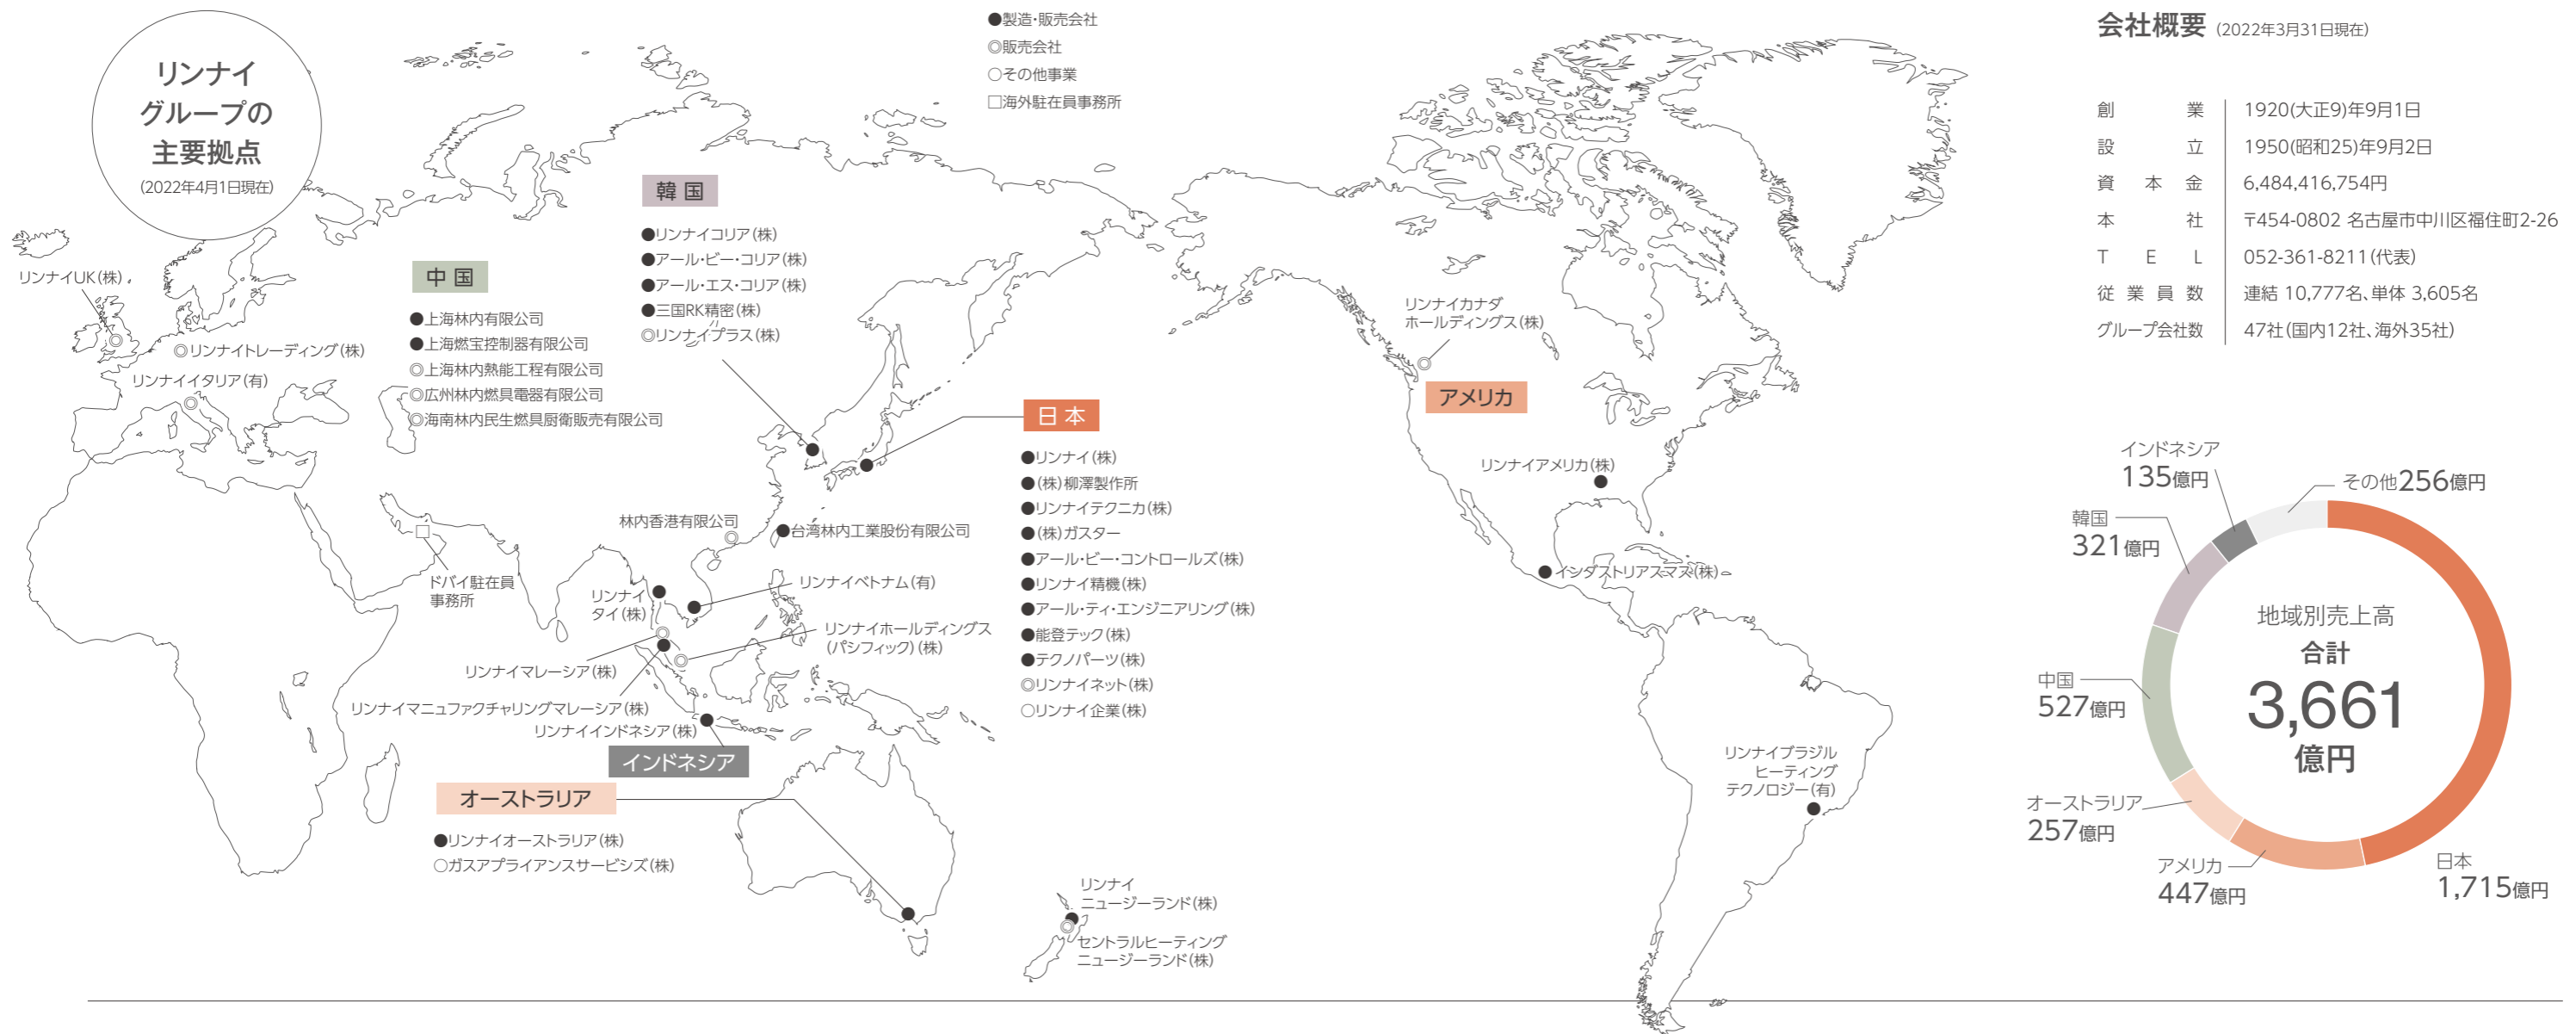 リンナイ
グループの
主要拠点
(2022年4月1日現在)
●製造・販売会社
◎販売会社
○その他事業
□海外駐在員事務所
リンナイUK(株)
◎リンナイトレーディング(株)
リンナイイタリア(有)
中国
●上海林内有限公司
●上海燃宝控制器有限公司
◎上海林内熱能工程有限公司
◎広州林内燃具電器有限公司
◎海南林内民生燃具厨衛販売有限公司
韓国
●リンナイコリア(株)
●アール・ビー・コリア(株)
●アール・エス・コリア(株)
●三国RK精密(株)
◎リンナイプラス(株)
日本
●リンナイ(株)
●(株)柳澤製作所
●リンナイテクニカ(株)
●(株)ガスター
●アール・ビー・コントロールズ(株)
●リンナイ精機(株)
●アール・ティ・エンジニアリング(株)
●能登テック(株)
●テクノパーツ(株)
◎リンナイネット(株)
○リンナイ企業(株)
林内香港有限公司
●台湾林内工業股份有限公司
ドバイ駐在員
事務所
リンナイ
タイ(株)
リンナイベトナム(有)
リンナイホールディングス
(パシフィック)(株)
リンナイマレーシア(株)
リンナイマニュファクチャリングマレーシア(株)
リンナイインドネシア(株)
インドネシア
オーストラリア
●リンナイオーストラリア(株)
○ガスアプライアンスサービシズ(株)
リンナイ
ニュージーランド(株)
セントラルヒーティング
ニュージーランド(株)
リンナイカナダ
ホールディングス(株)
アメリカ
リンナイアメリカ(株)
●インダストリアスマス(株)
リンナイブラジル
ヒーティング
テクノロジー(有)
会社概要 (2022年3月31日現在)
創業 1920(大正9)年9月1日
設立 1950(昭和25)年9月2日
資本金 6,484,416,754円
本社 〒454-0802 名古屋市中川区福住町2-26
TEL 052-361-8211(代表)
従業員数 連結 10,777名、単体 3,605名
グループ会社数 47社(国内12社、海外35社)
地域別売上高
合計
3,661
億円
その他256億円
インドネシア
135億円
韓国
321億円
中国
527億円
オーストラリア
257億円
アメリカ
447億円
日本
1,715億円